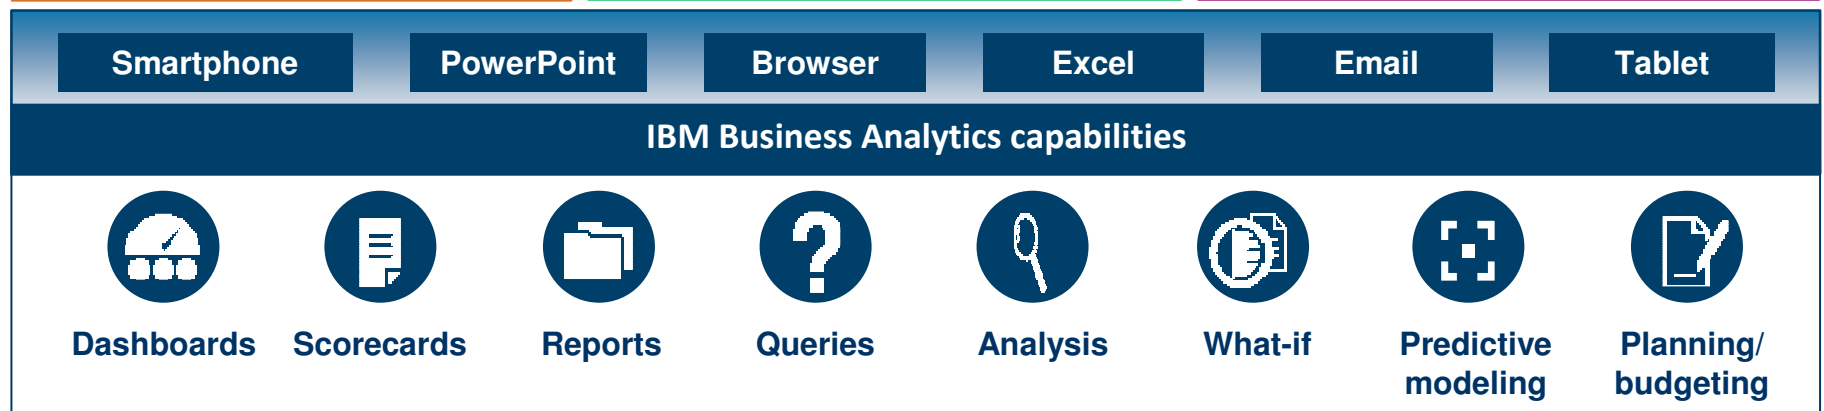 Smartphone PowerPoint Browser Excel Email Tablet
IBM Business Analytics capabilities
Dashboards Scorecards Reports Queries Analysis What-if Predictive modeling Planning/ budgeting